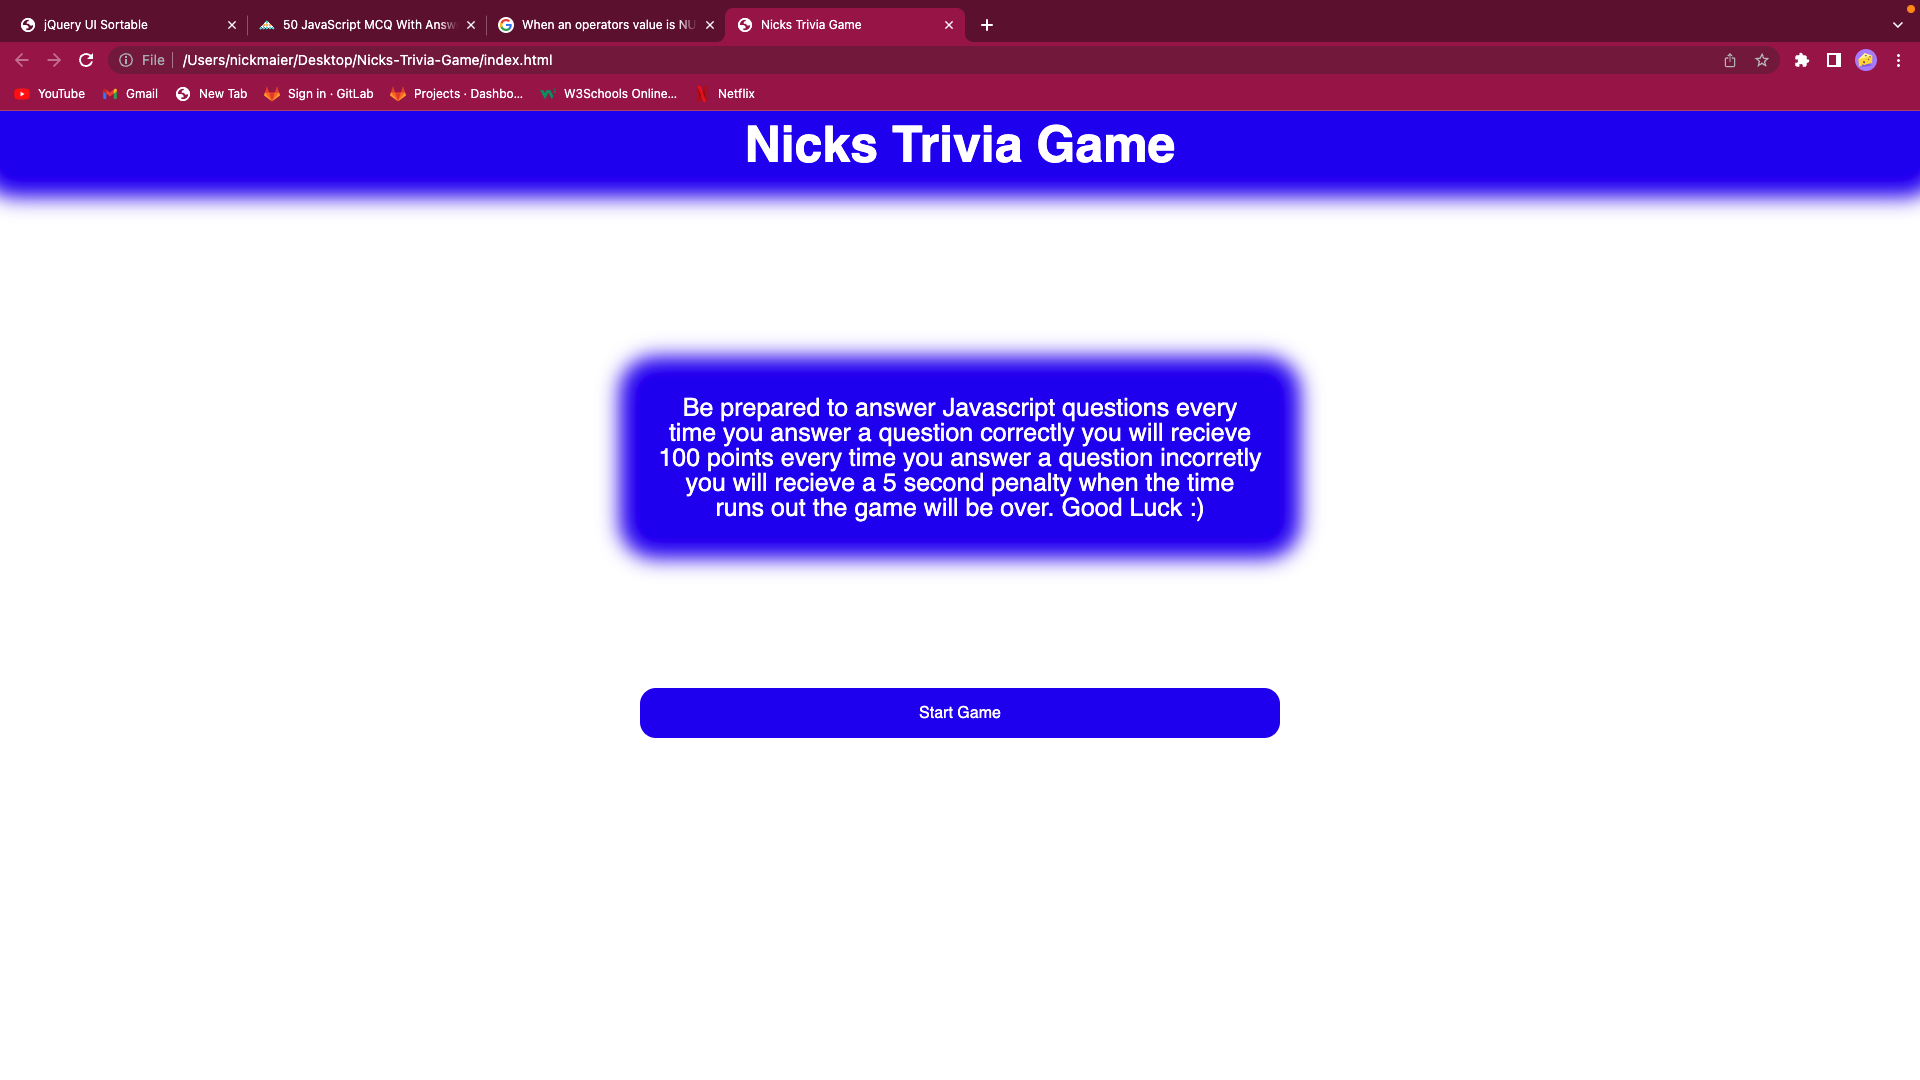 jQuery UI Sortable
50 JavaScript MCQ With Answ
When an operators value is NU
Nicks Trivia Game
File
/Users/nickmaier/Desktop/Nicks-Trivia-Game/index.html
YouTube
Gmail
New Tab
Sign in · GitLab
Projects · Dashbo...
W3Schools Online...
Netflix
Nicks Trivia Game
Be prepared to answer Javascript questions every
time you answer a question correctly you will recieve
100 points every time you answer a question incorretly
you will recieve a 5 second penalty when the time
runs out the game will be over. Good Luck :)
Start Game